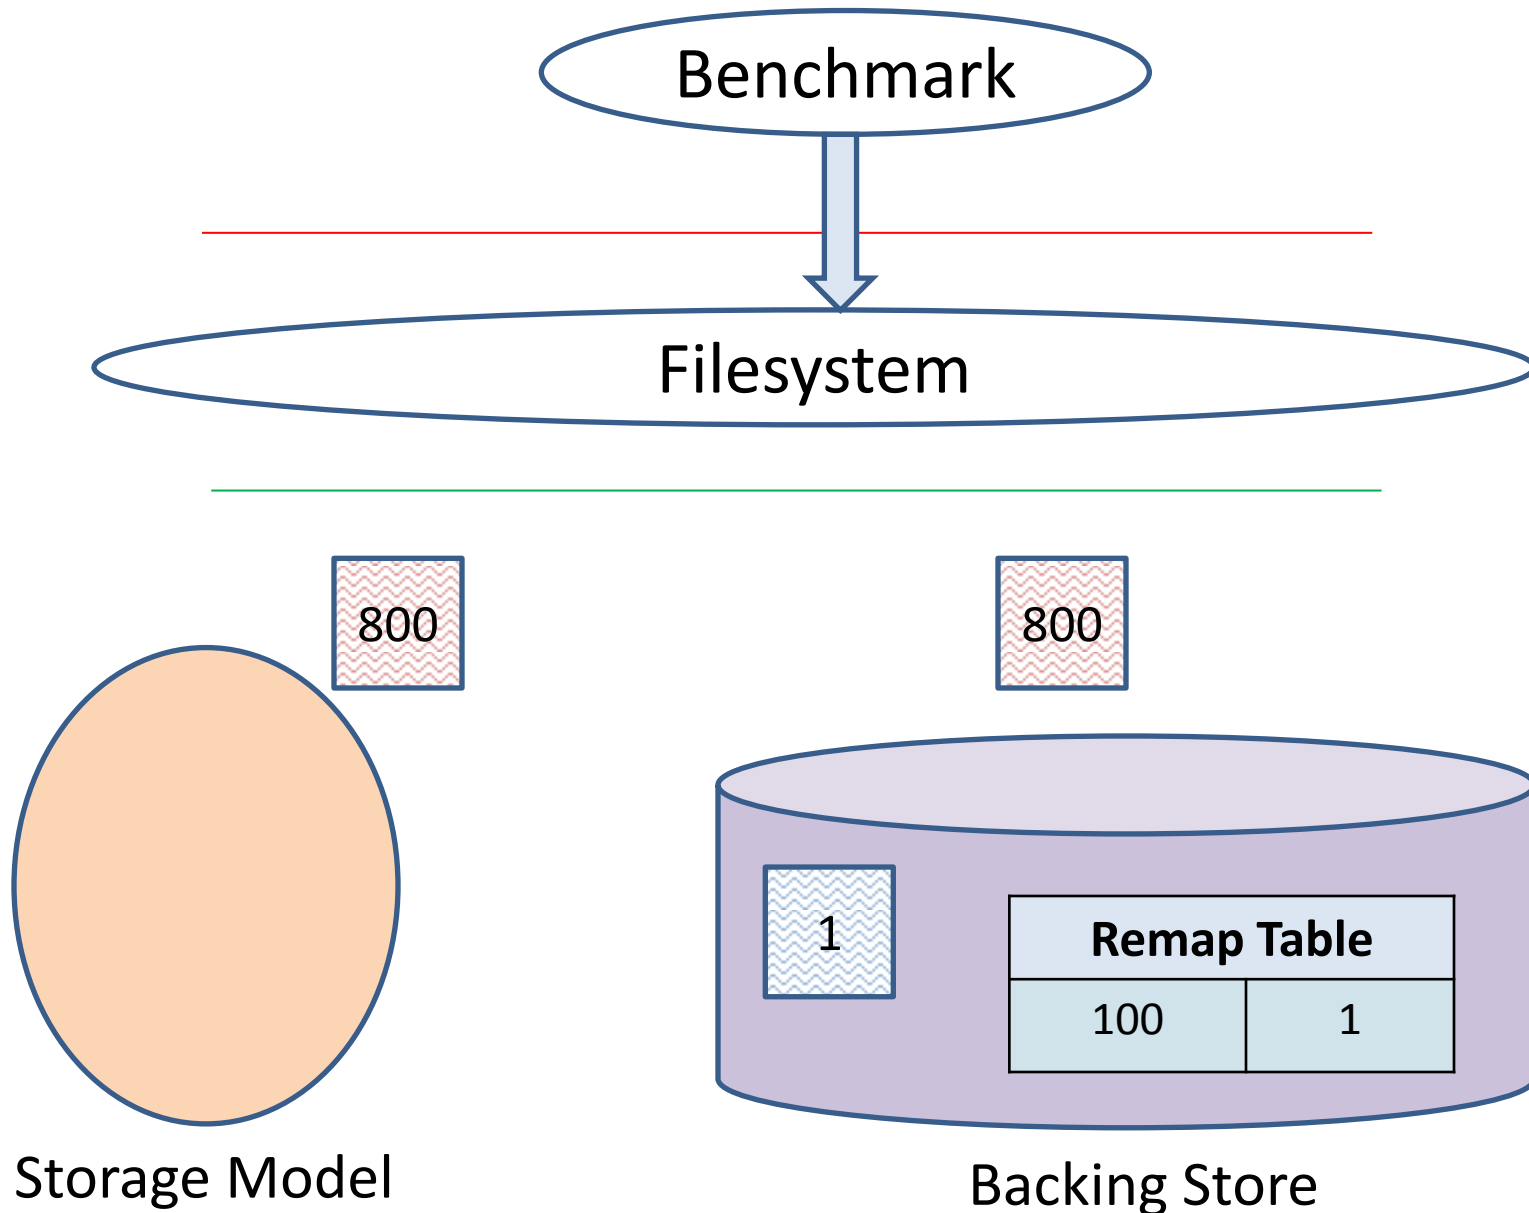 Benchmark
Filesystem
800
800
1
Remap Table
100 1
Storage Model
Backing Store